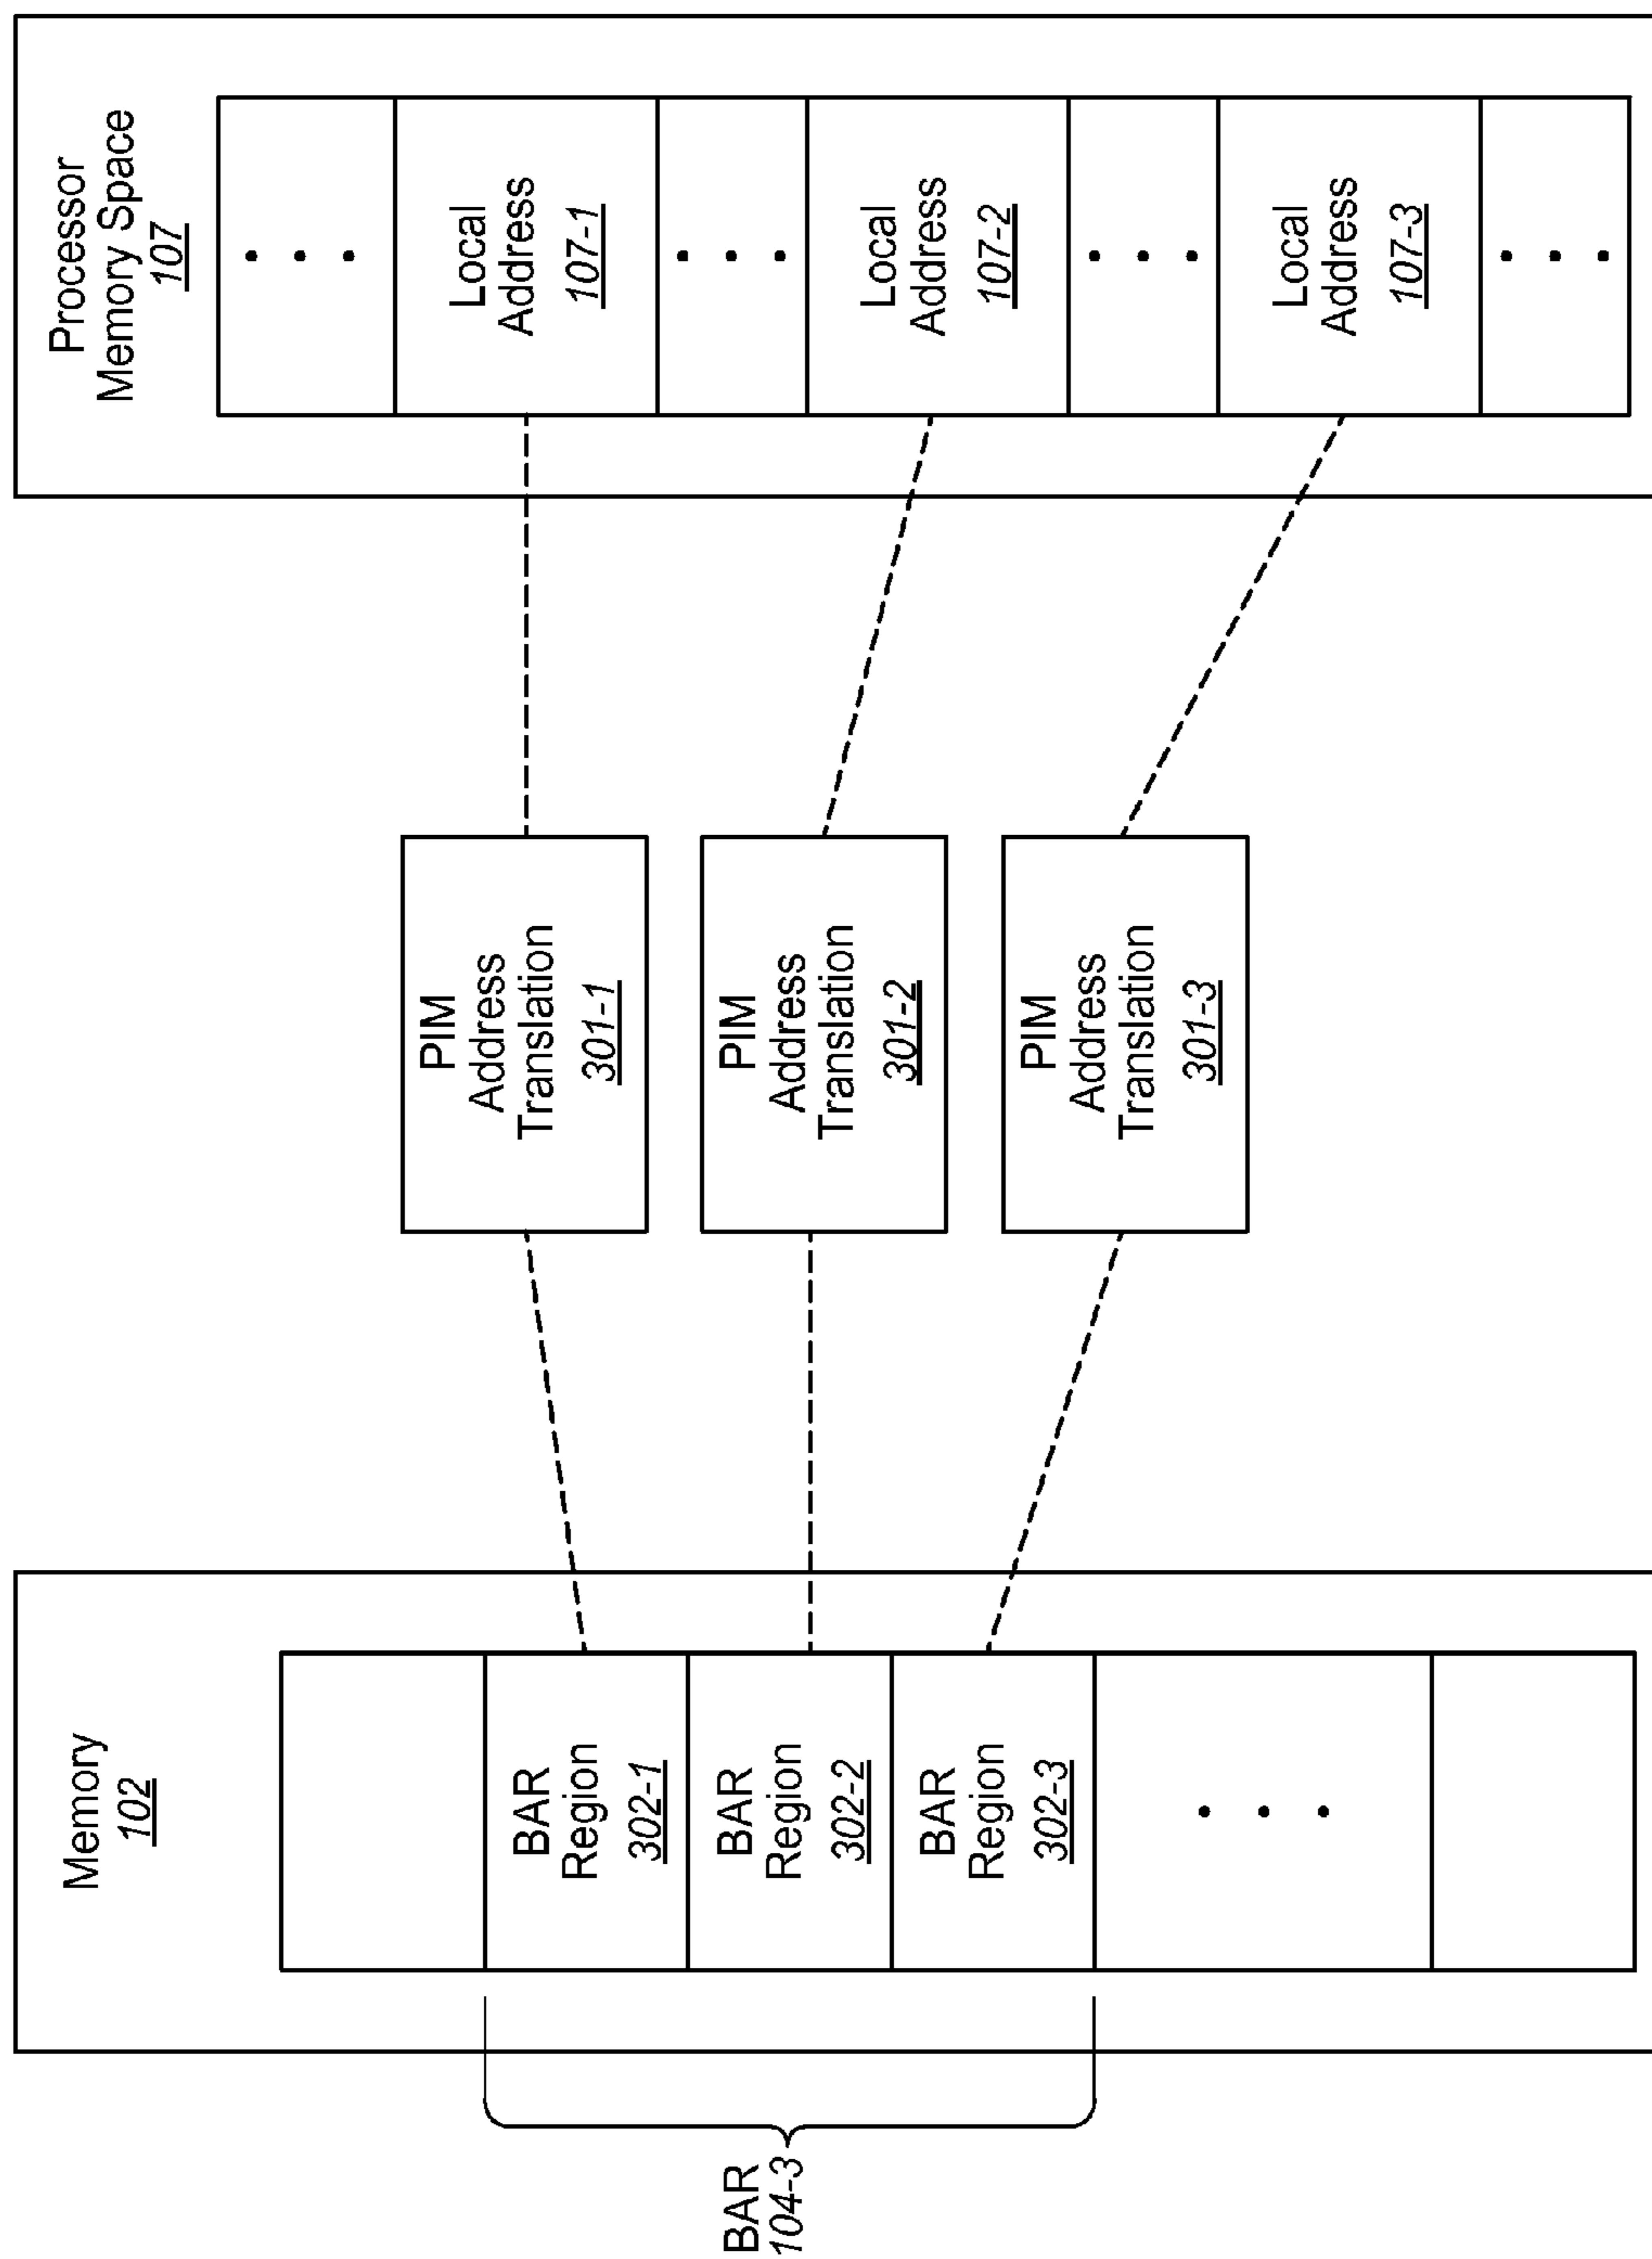 Memory
102
BAR
Region
302-1
BAR
Region
302-2
BAR
Region
302-3
BAR
104-3
PIM
Address
Translation
301-1
PIM
Address
Translation
301-2
PIM
Address
Translation
301-3
Processor
Memory Space
107
Local
Address
107-1
Local
Address
107-2
Local
Address
107-3